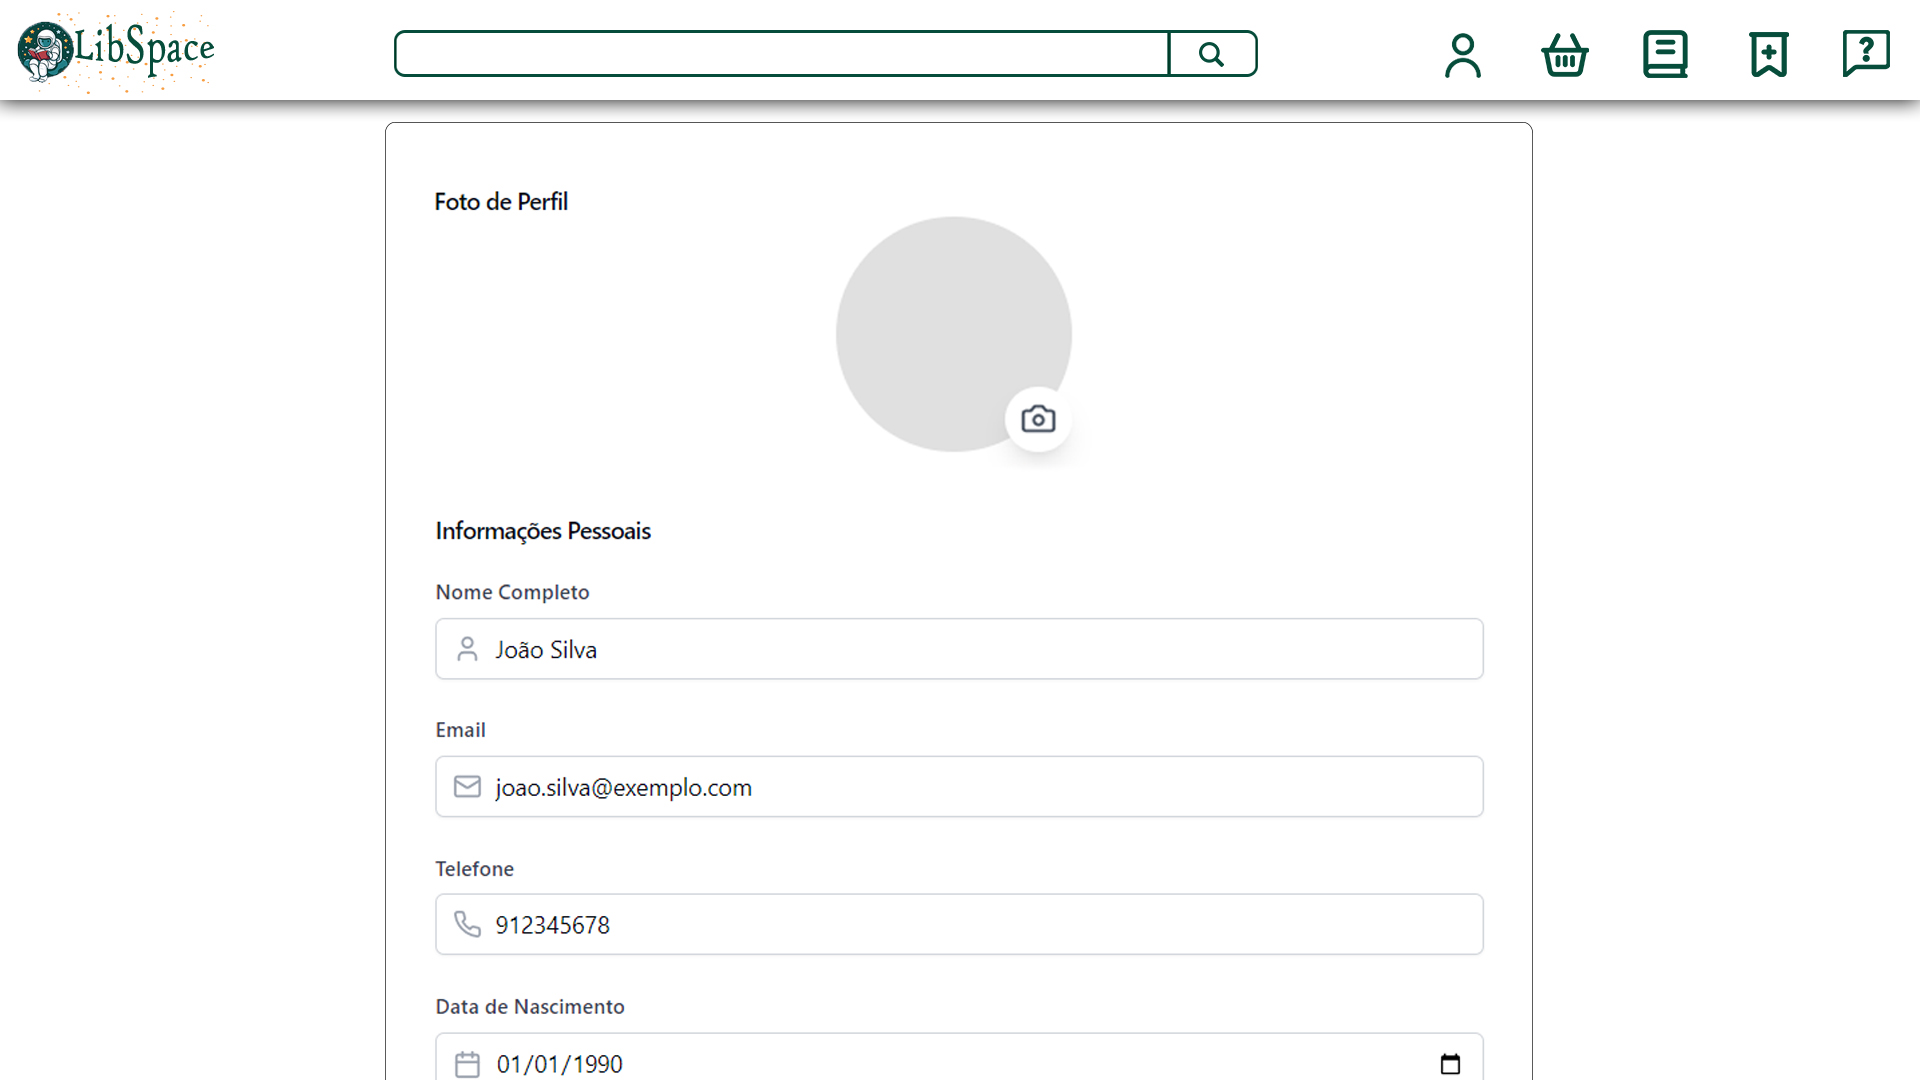 LibSpace
Foto de Perfil
Informações Pessoais
Nome Completo
João Silva
Email
joao.silva@exemplo.com
Telefone
912345678
Data de Nascimento
01/01/1990